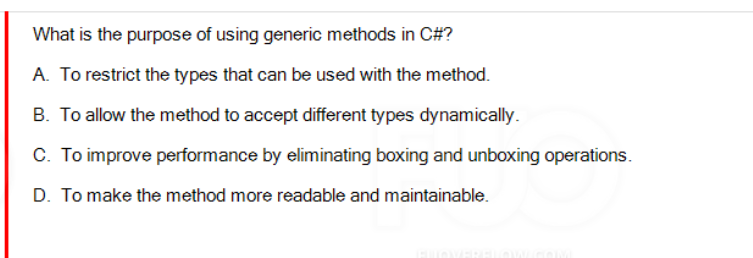 What is the purpose of using generic methods in C#?
A. To restrict the types that can be used with the method.
B. To allow the method to accept different types dynamically.
C. To improve performance by eliminating boxing and unboxing operations.
D. To make the method more readable and maintainable.